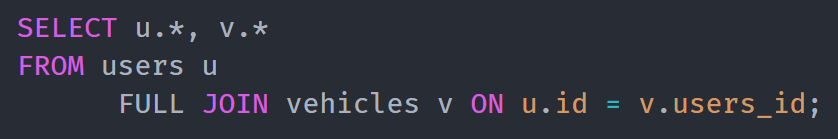 SELECT u.*, v.*
FROM users u
FULL JOIN vehicles v ON u.id = v.users_id;